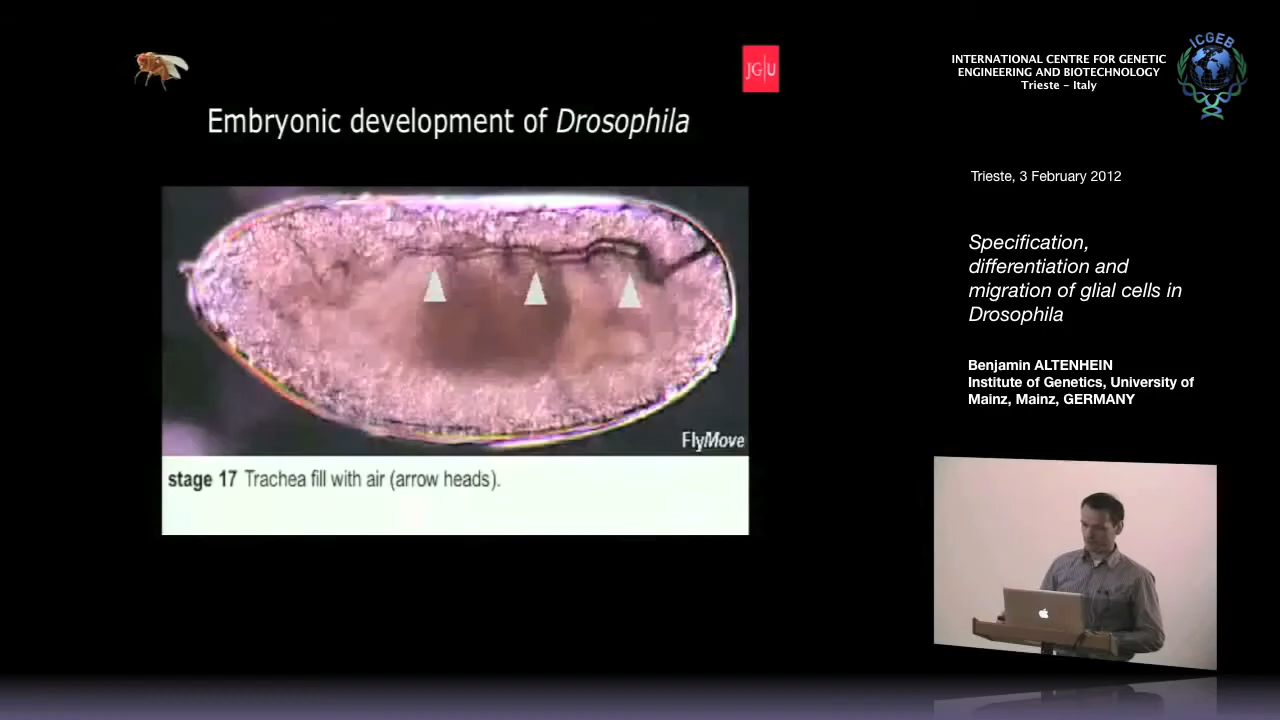 JG|U
Embryonic development of Drosophila
FlyMove
stage 17 Trachea fill with air (arrow heads).
INTERNATIONAL CENTRE FOR GENETIC
ENGINEERING AND BIOTECHNOLOGY
Trieste – Italy
ICGEB
Trieste, 3 February 2012
Specification,
differentiation and
migration of glial cells in
Drosophila
Benjamin ALTENHEIN
Institute of Genetics, University of
Mainz, Mainz, GERMANY